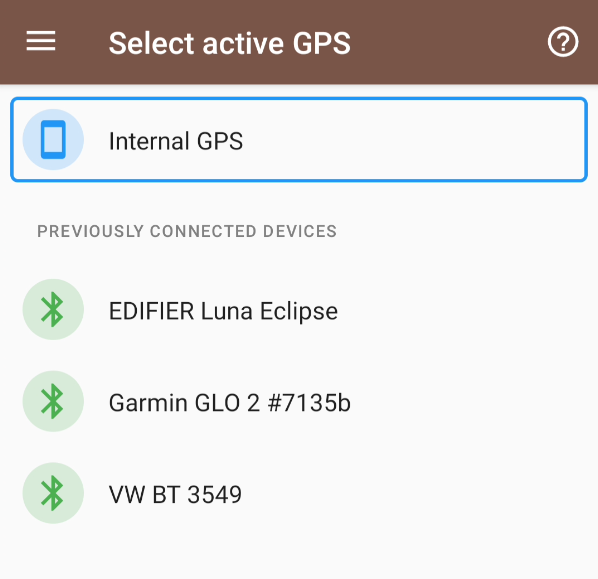 Select active GPS
Internal GPS
PREVIOUSLY CONNECTED DEVICES
EDIFIER Luna Eclipse
Garmin GLO 2 #7135b
VW BT 3549